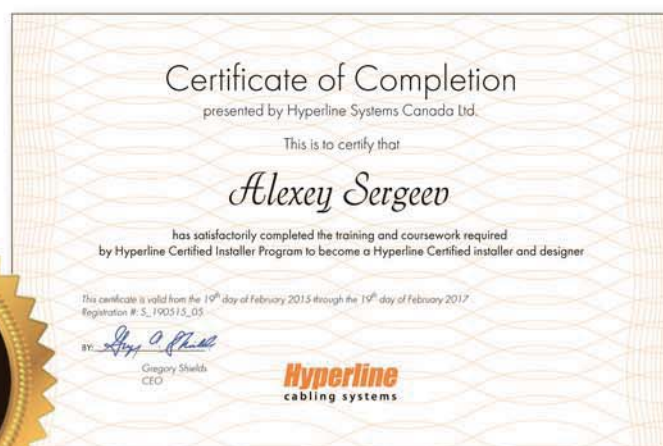 Certificate of Completion
presented by Hyperline Systems Canada Ltd.
This is to certify that
Alexey Sergeev
has satisfactorily completed the training and coursework required
by Hyperline Certified Installer Program to become a Hyperline Certified installer and designer
This certificate is valid from the 19th day of February 2015 through the 19th day of February 2017
Registration #: S_190515_05
BY:
Gregory Shields
CEO
Hyperline
cabling systems